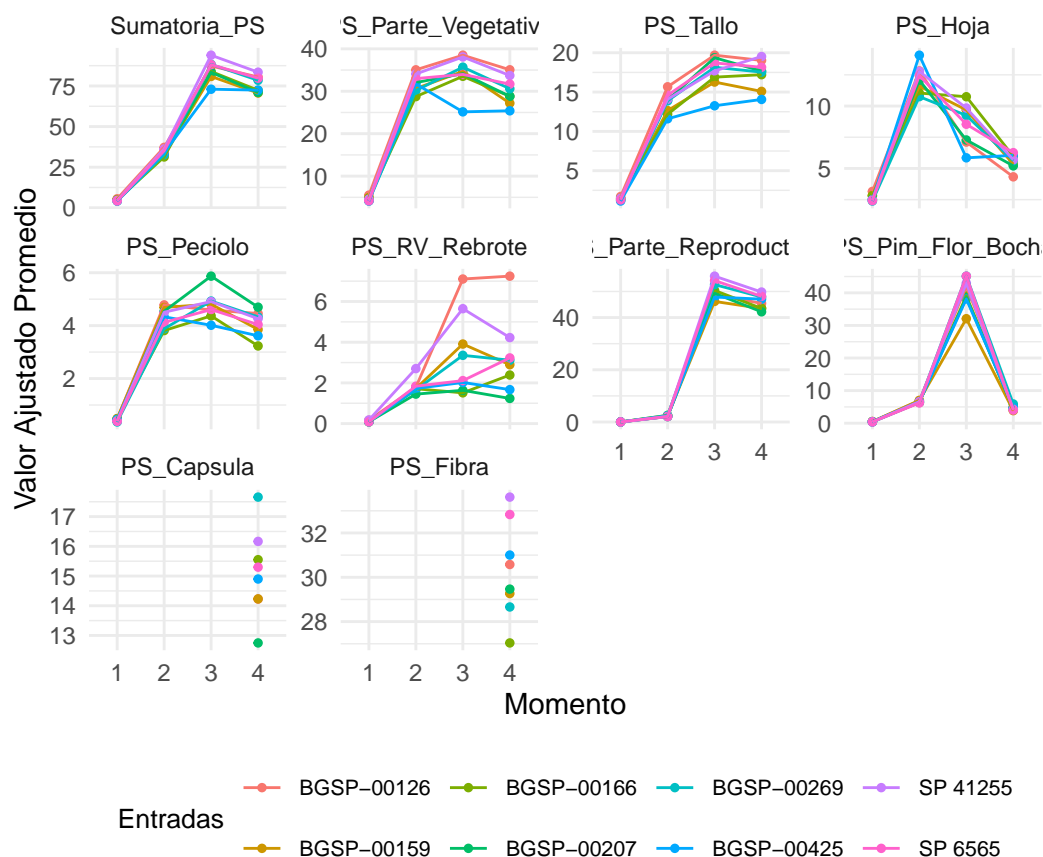 Sumatoria_PS
PS_Parte_Vegetativ
PS_Tallo
PS_Hoja
75
50
25
0
40
30
20
10
20
15
10
5
10
5
PS_Peciolo
PS_RV_Rebrote
_Parte_Reproduct
PS_Pim_Flor_Bocha
6
4
2
6
4
2
0
40
20
0
40
30
20
10
0
1 2 3 4
1 2 3 4
PS_Capsula
PS_Fibra
17
16
15
14
13
32
30
28
1 2 3 4
1 2 3 4
Valor Ajustado Promedio
Momento
Entradas
BGSP−00126 BGSP−00166 BGSP−00269 SP 41255
BGSP−00159 BGSP−00207 BGSP−00425 SP 6565